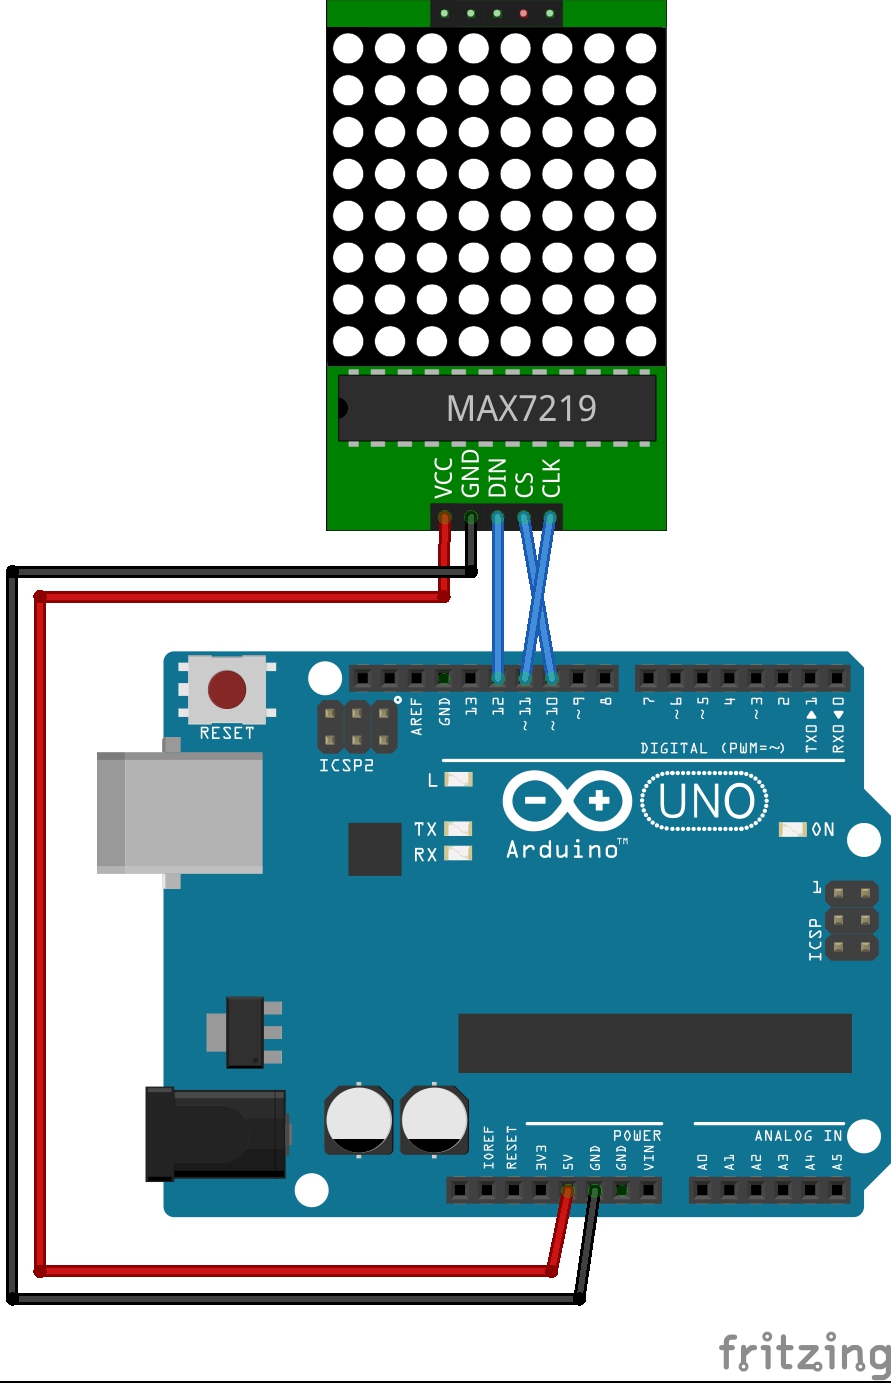 MAX7219
VCC
GND
DIN
CS
CLK
RESET
ICSP2
AREF
GND
13
12
~11
~10
~9
8
7
~6
~5
4
~3
2
TX0▶1
RX0◀0
DIGITAL (PWM=~)
L
TX
RX
UNO
Arduino™
ON
1
ICSP
IOREF
RESET
3V3
5V
GND
GND
VIN
POWER
A0
A1
A2
A3
A4
A5
ANALOG IN
fritzing